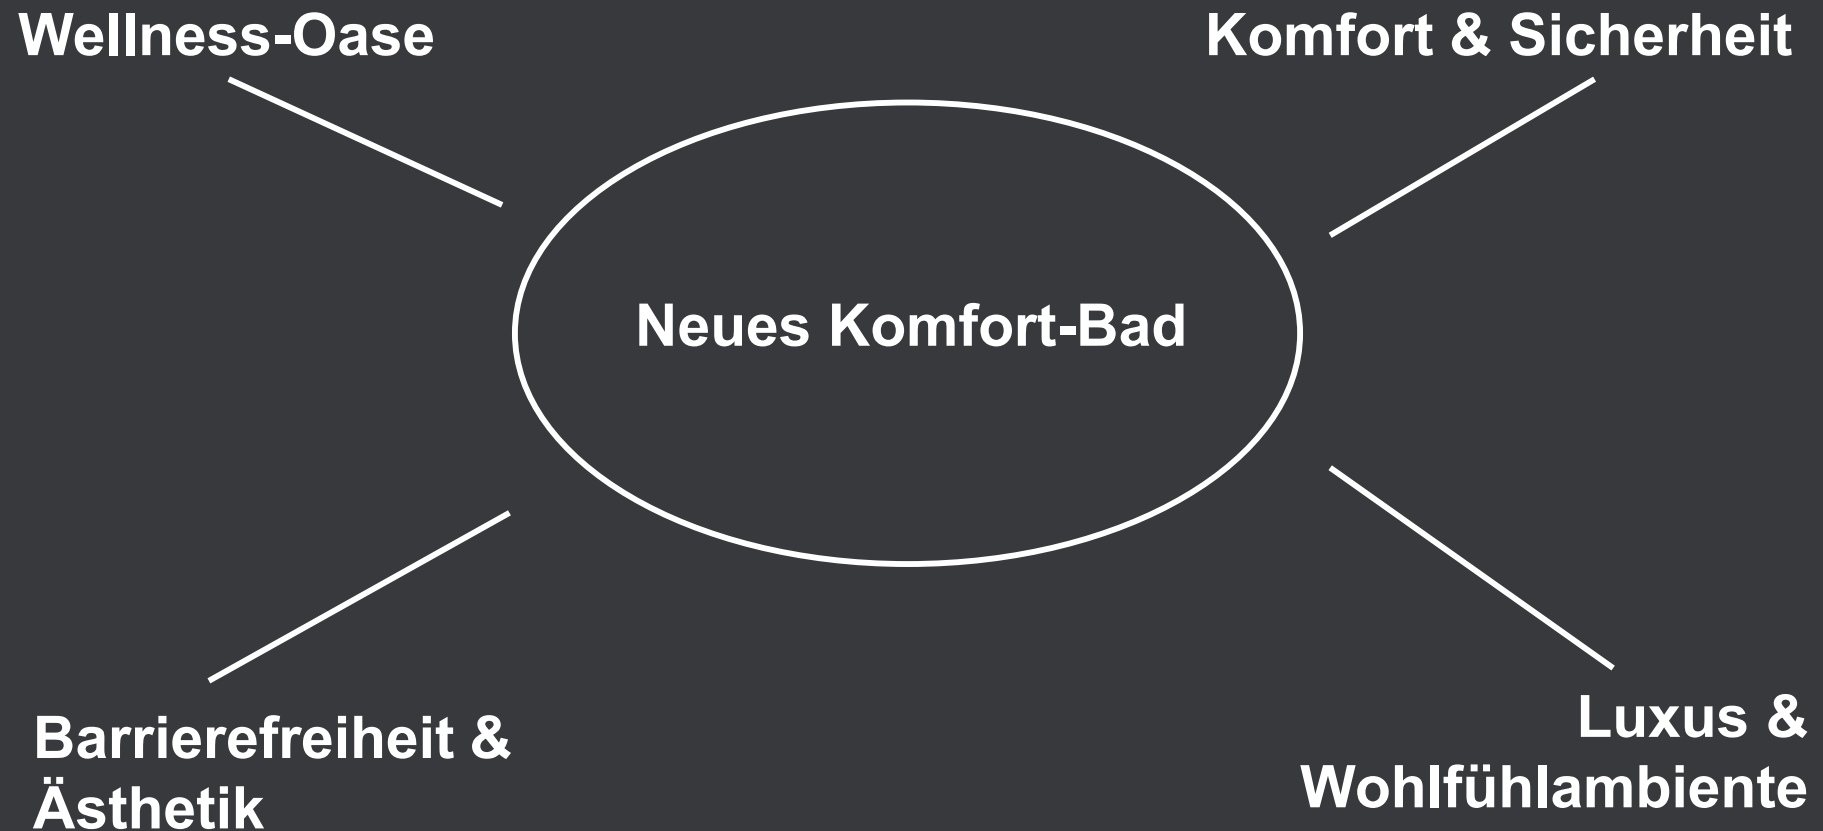 Wellness-Oase
Komfort & Sicherheit
Neues Komfort-Bad
Barrierefreiheit &
Ästhetik
Luxus &
Wohlfühlambiente